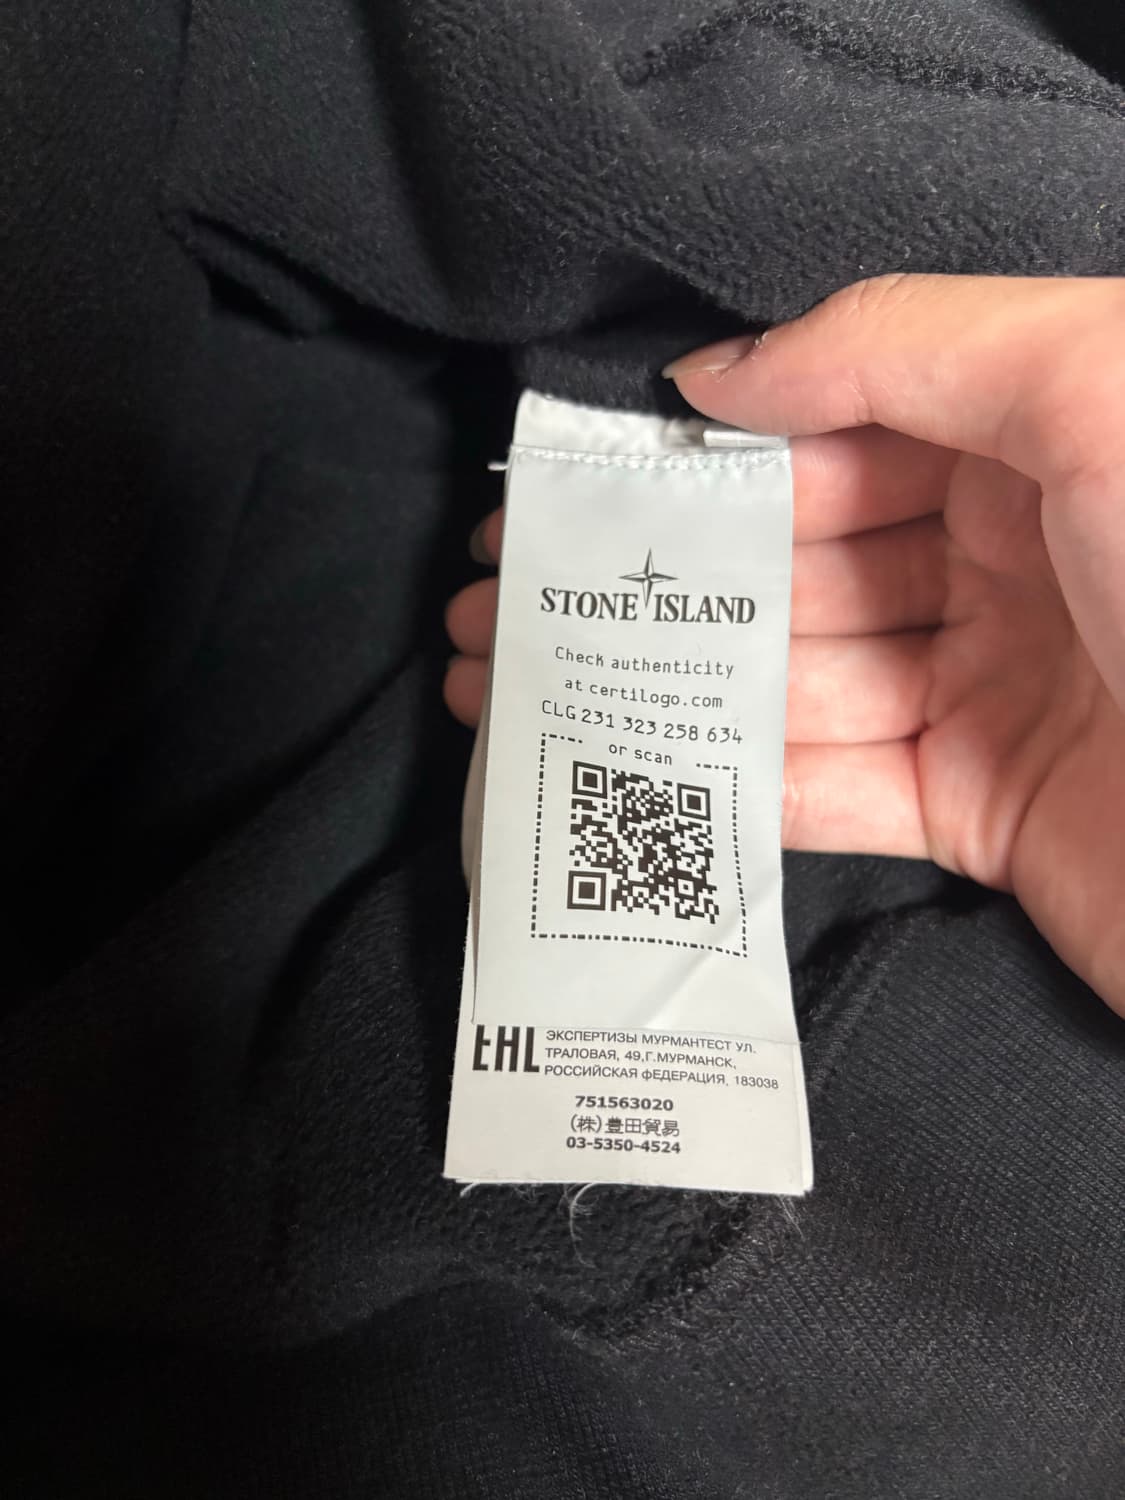 STONE ISLAND
Check authenticity
at certilogo.com
CLG 231 323 258 634
or scan
EHL ЭКСПЕРТИЗЫ МУРМАНТЕСТ УЛ.
ТРАЛОВАЯ, 49,Г.МУРМАНСК,
РОССИЙСКАЯ ФЕДЕРАЦИЯ, 183038
751563020
(株)豊田貿易
03-5350-4524